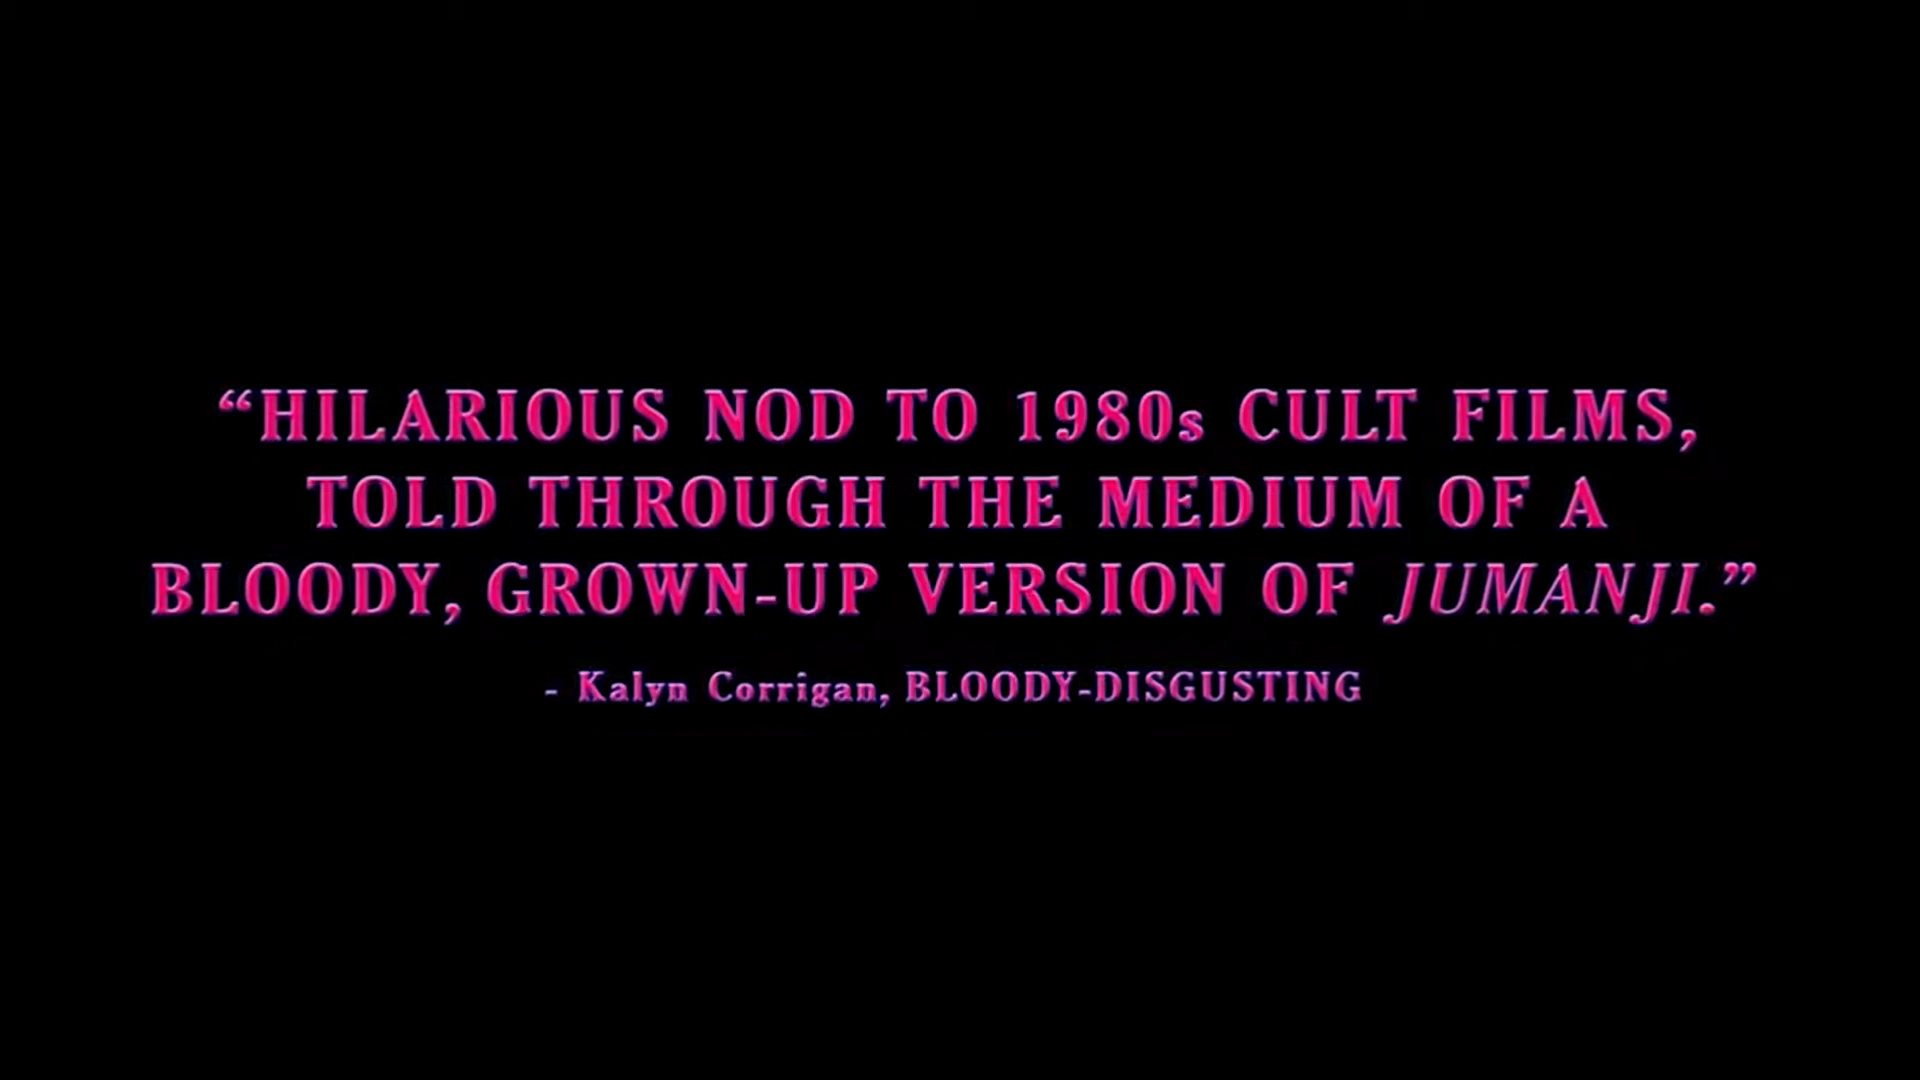 “HILARIOUS NOD TO 1980s CULT FILMS,
TOLD THROUGH THE MEDIUM OF A
BLOODY, GROWN-UP VERSION OF JUMANJI.”
- Kalyn Corrigan, BLOODY-DISGUSTING